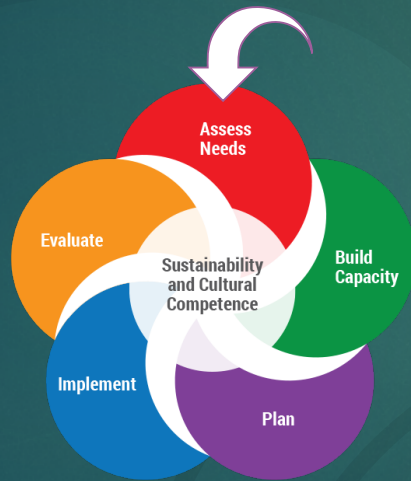 Assess
Needs
Build
Capacity
Plan
Implement
Evaluate
Sustainability
and Cultural
Competence